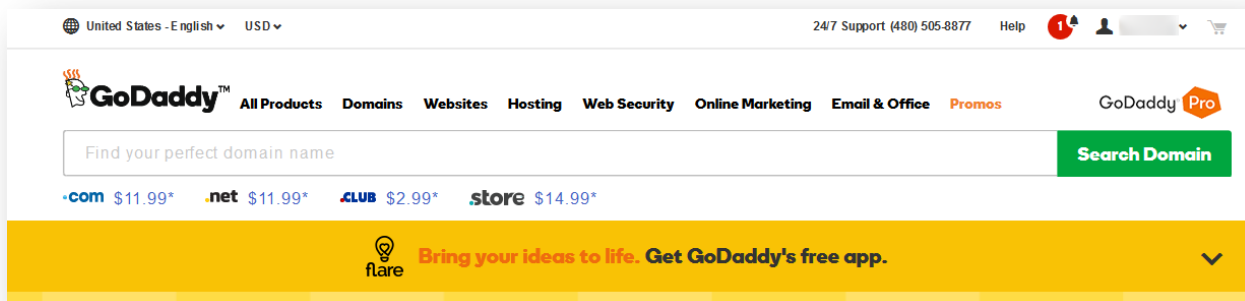 United States - English USD 24/7 Support (480) 505-8877 Help 1
GoDaddy™ All Products Domains Websites Hosting Web Security Online Marketing Email & Office Promos GoDaddy Pro
Find your perfect domain name Search Domain
.com $11.99* .net $11.99* .CLUB $2.99* .store $14.99*
flare Bring your ideas to life. Get GoDaddy's free app.